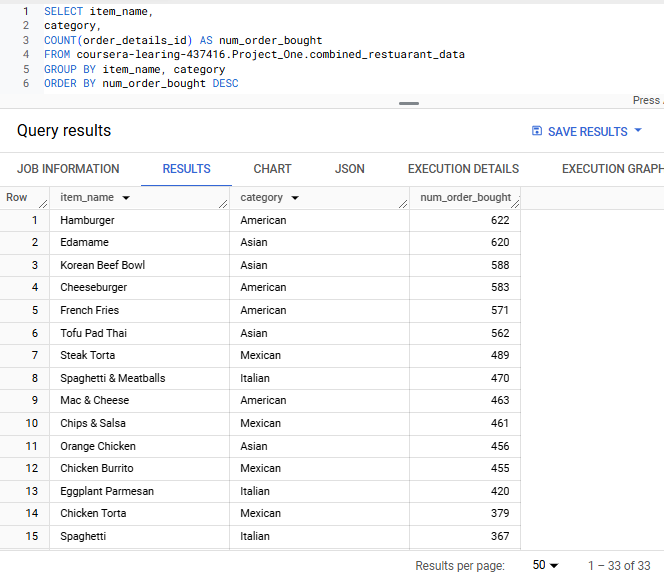 1 SELECT item_name,
2 category,
3 COUNT(order_details_id) AS num_order_bought
4 FROM coursera-learing-437416.Project_One.combined_restuarant_data
5 GROUP BY item_name, category
6 ORDER BY num_order_bought DESC
Press
Query results SAVE RESULTS
JOB INFORMATION RESULTS CHART JSON EXECUTION DETAILS EXECUTION GRAPH
Row item_name category num_order_bought
1 Hamburger American 622
2 Edamame Asian 620
3 Korean Beef Bowl Asian 588
4 Cheeseburger American 583
5 French Fries American 571
6 Tofu Pad Thai Asian 562
7 Steak Torta Mexican 489
8 Spaghetti & Meatballs Italian 470
9 Mac & Cheese American 463
10 Chips & Salsa Mexican 461
11 Orange Chicken Asian 456
12 Chicken Burrito Mexican 455
13 Eggplant Parmesan Italian 420
14 Chicken Torta Mexican 379
15 Spaghetti Italian 367
Results per page: 50 1 – 33 of 33